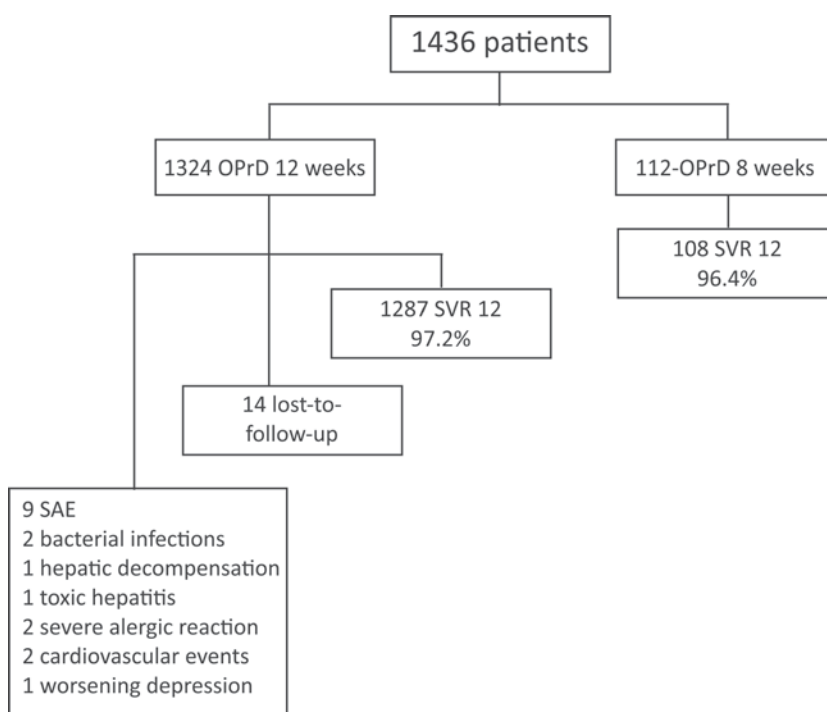 1436 patients
1324 OPrD 12 weeks
112-OPrD 8 weeks
108 SVR 12
96.4%
1287 SVR 12
97.2%
14 lost-to-
follow-up
9 SAE
2 bacterial infections
1 hepatic decompensation
1 toxic hepatitis
2 severe alergic reaction
2 cardiovascular events
1 worsening depression